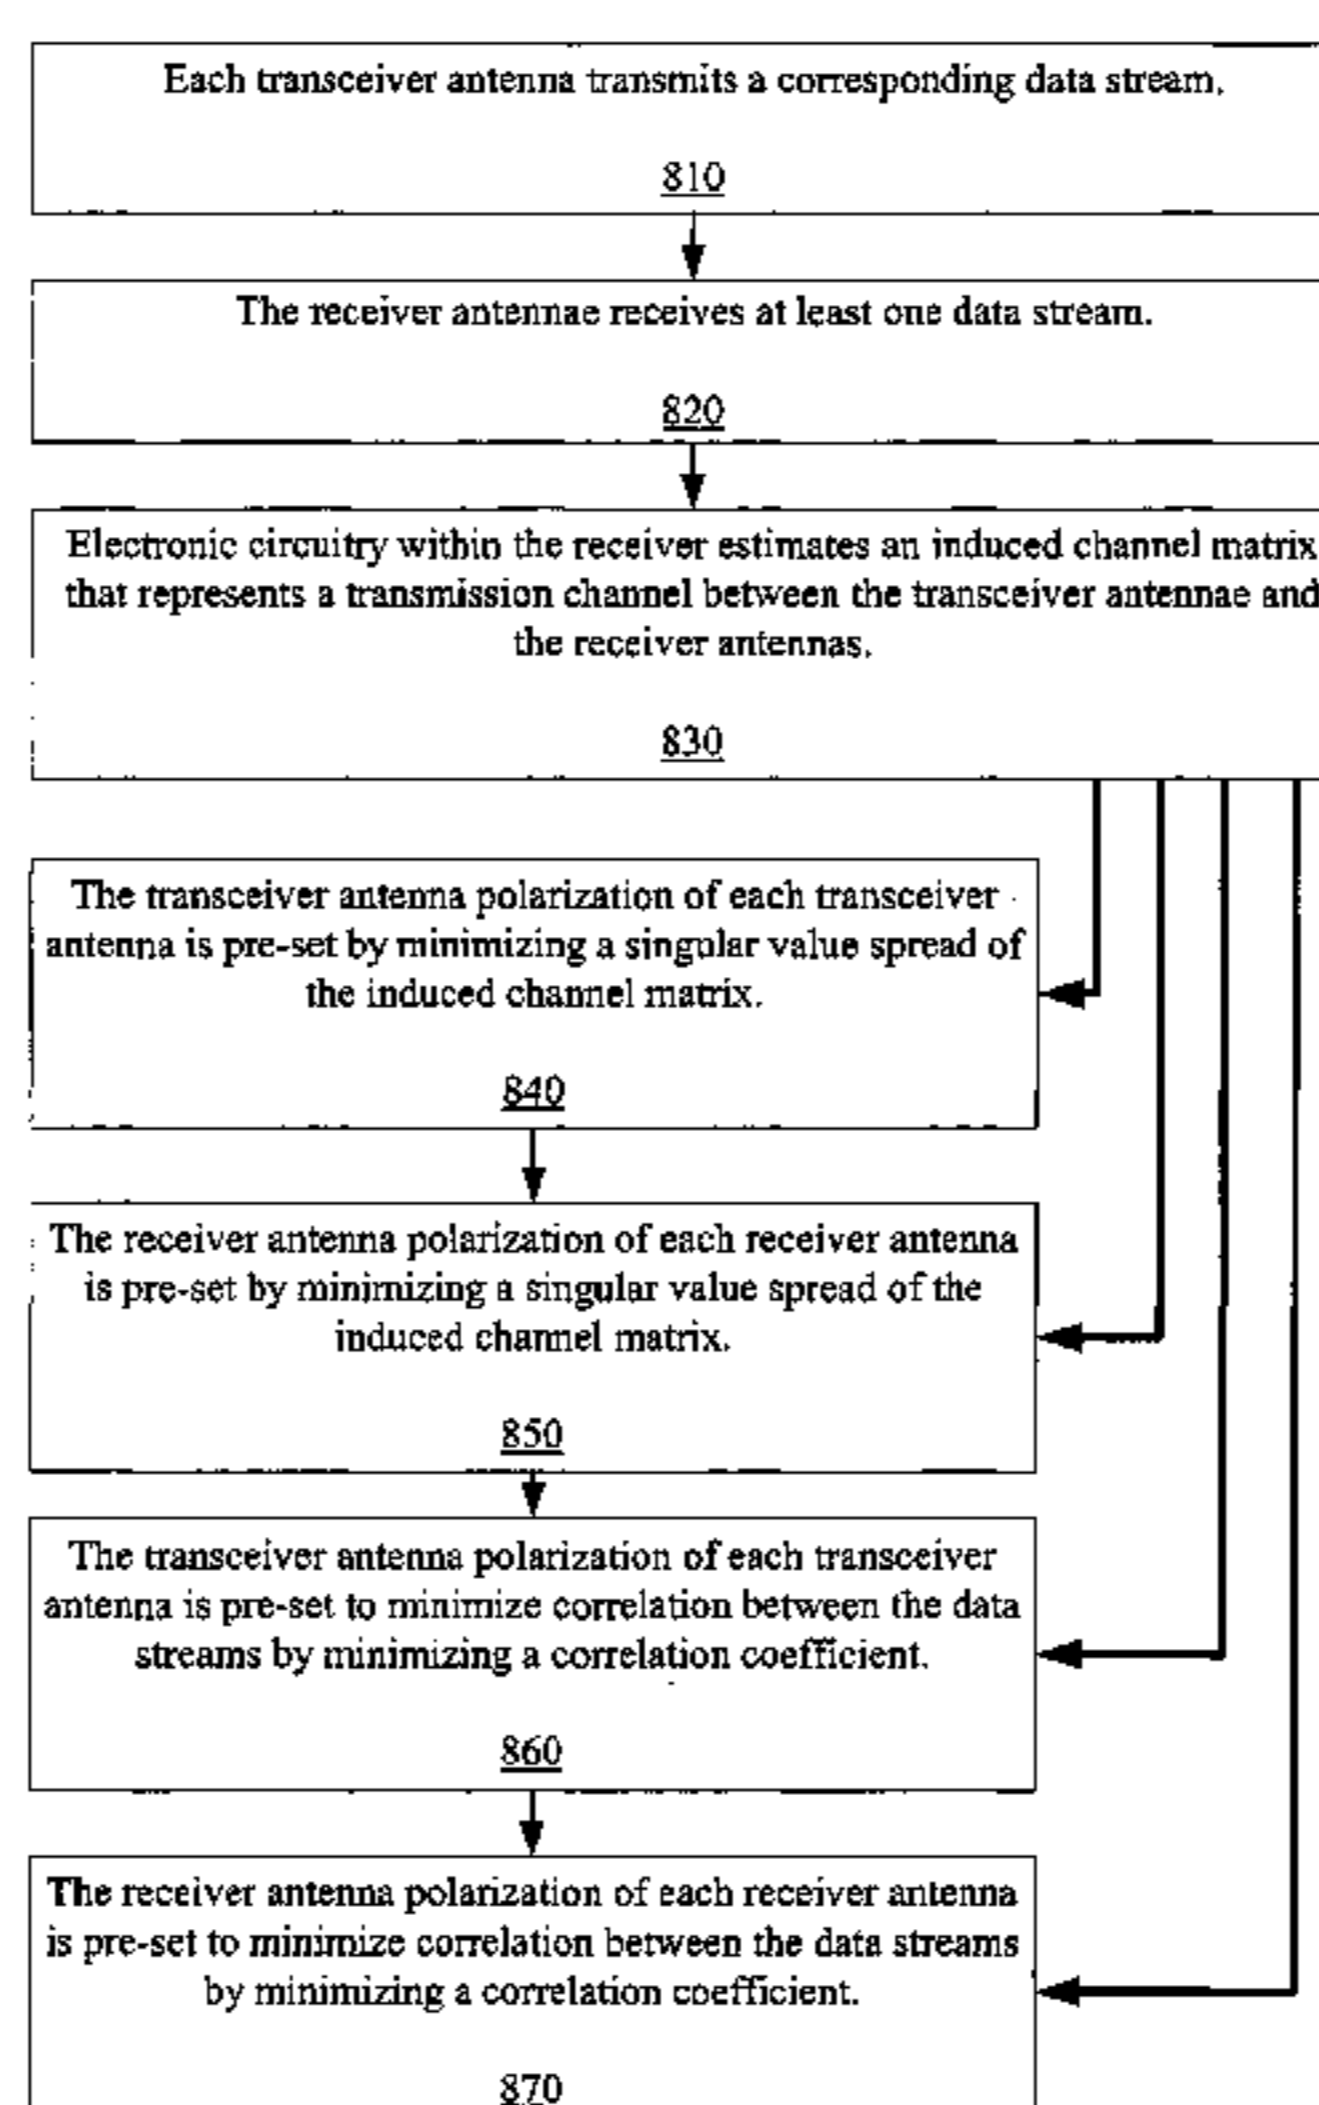 Each transceiver antenna transmits a corresponding data stream.
810
The receiver antennae receives at least one data stream.
820
Electronic circuitry within the receiver estimates an induced channel matrix
that represents a transmission channel between the transceiver antennae and
the receiver antennas.
830
The transceiver antenna polarization of each transceiver
antenna is pre-set by minimizing a singular value spread of
the induced channel matrix.
840
The receiver antenna polarization of each receiver antenna
is pre-set by minimizing a singular value spread of the
induced channel matrix.
850
The transceiver antenna polarization of each transceiver
antenna is pre-set to minimize correlation between the data
streams by minimizing a correlation coefficient.
860
The receiver antenna polarization of each receiver antenna
is pre-set to minimize correlation between the data streams
by minimizing a correlation coefficient.
870